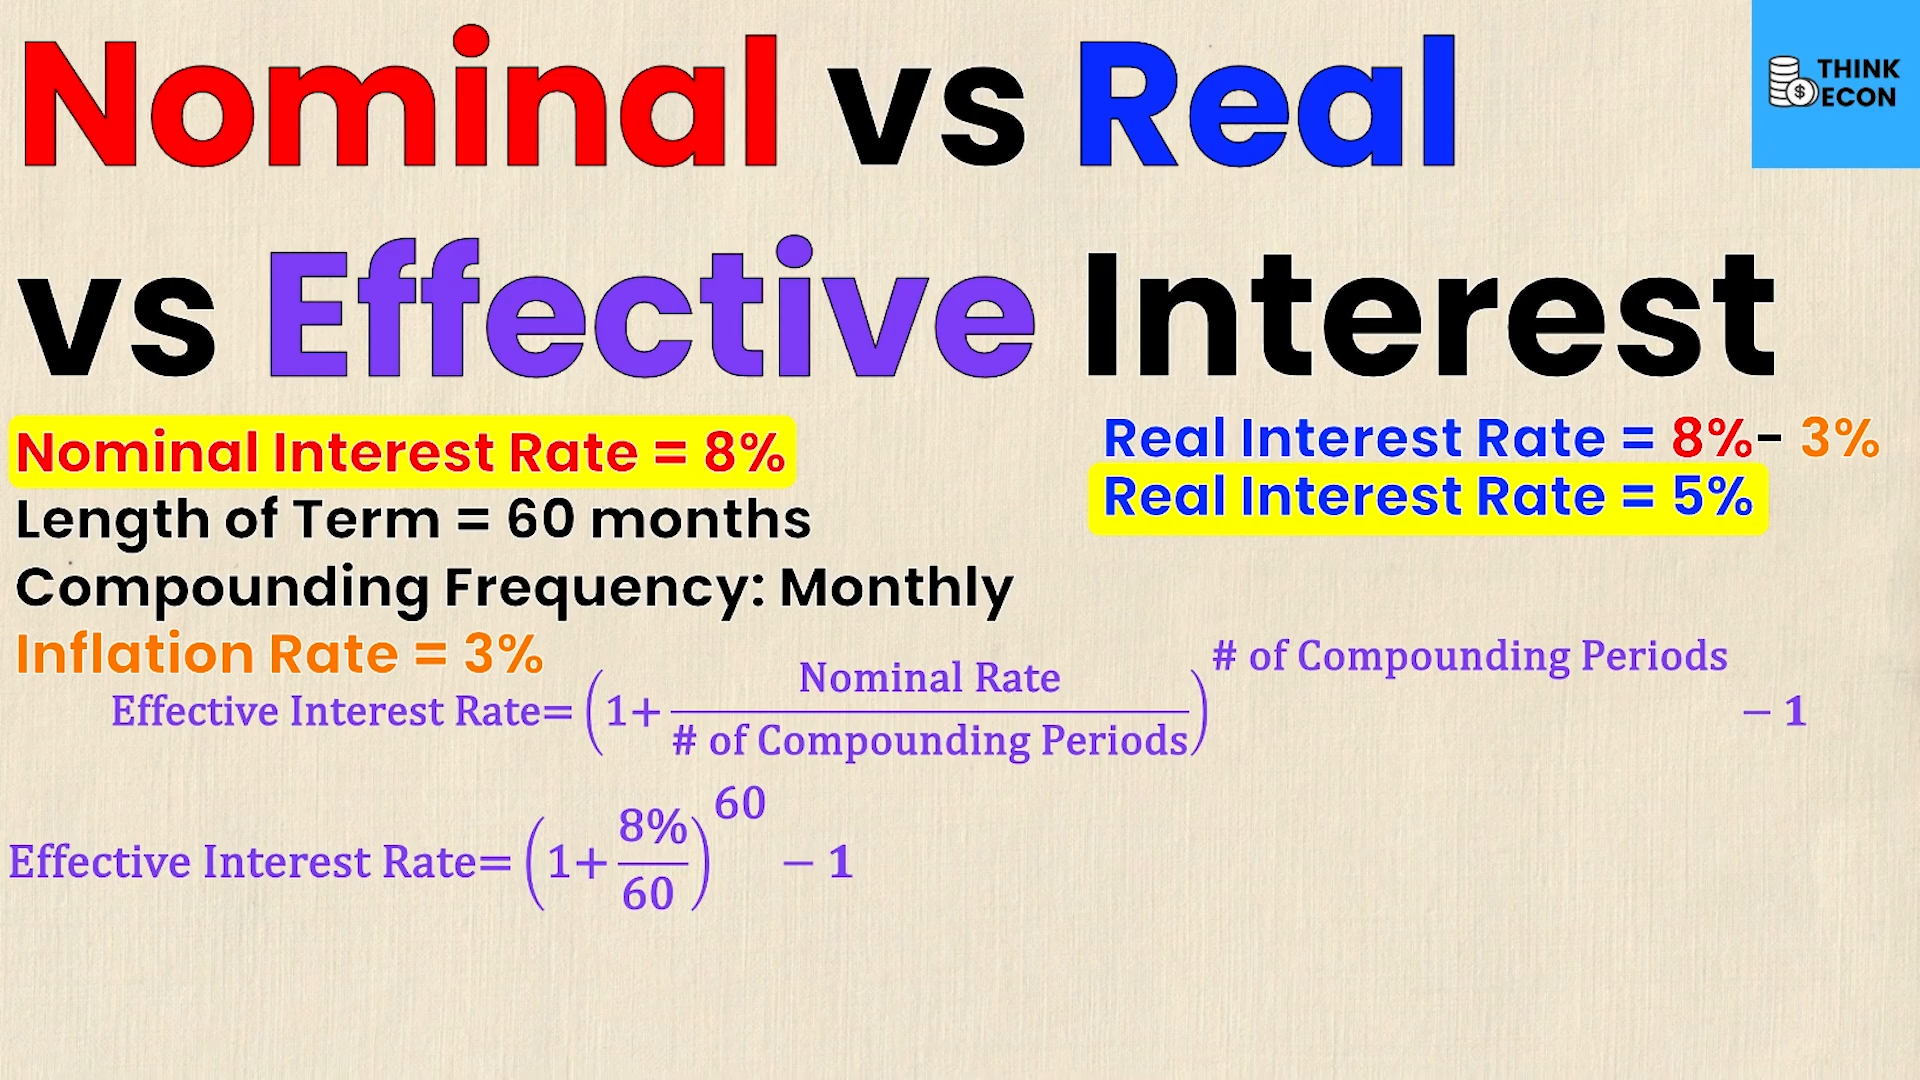 Nominal vs Real
THINK
ECON
vs Effective Interest
Nominal Interest Rate = 8%
Length of Term = 60 months
Compounding Frequency: Monthly
Inflation Rate = 3%
Real Interest Rate = 8%- 3%
Real Interest Rate = 5%
Effective Interest Rate= (1+ Nominal Rate / # of Compounding Periods) # of Compounding Periods − 1
Effective Interest Rate= (1+ 8% / 60) 60 − 1